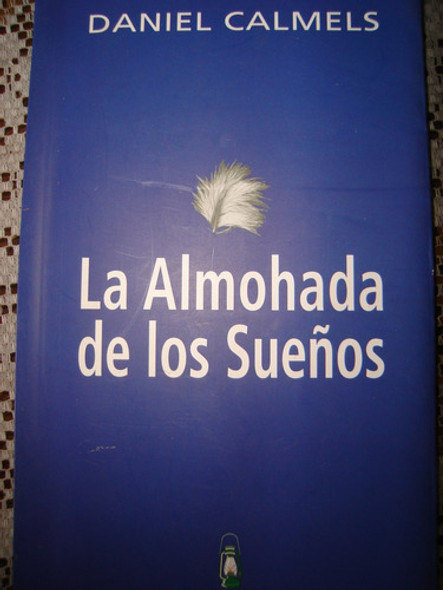 DANIEL CALMELS
La Almohada
de los Sueños